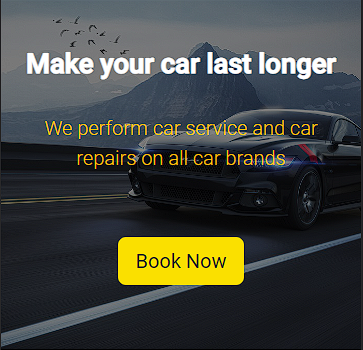 Make your car last longer
We perform car service and car
repairs on all car brands
Book Now